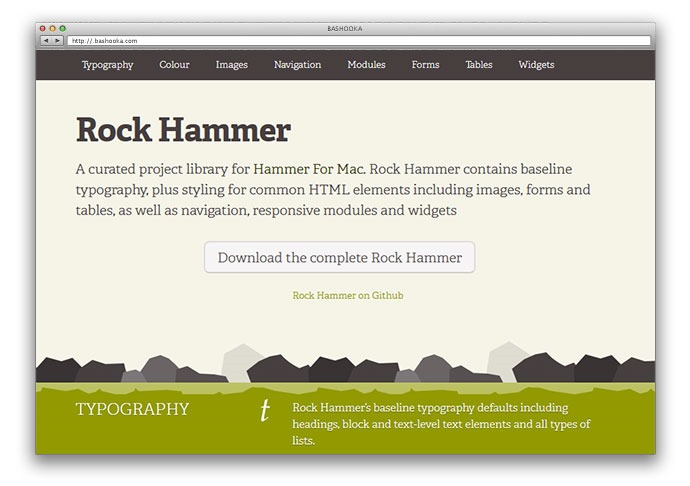 BASHOOKA
http://.bashooka.com
Typography Colour Images Navigation Modules Forms Tables Widgets
Rock Hammer
A curated project library for Hammer For Mac. Rock Hammer contains baseline
typography, plus styling for common HTML elements including images, forms and
tables, as well as navigation, responsive modules and widgets
Download the complete Rock Hammer
Rock Hammer on Github
TYPOGRAPHY
t
Rock Hammer's baseline typography defaults including
headings, block and text-level text elements and all types of
lists.